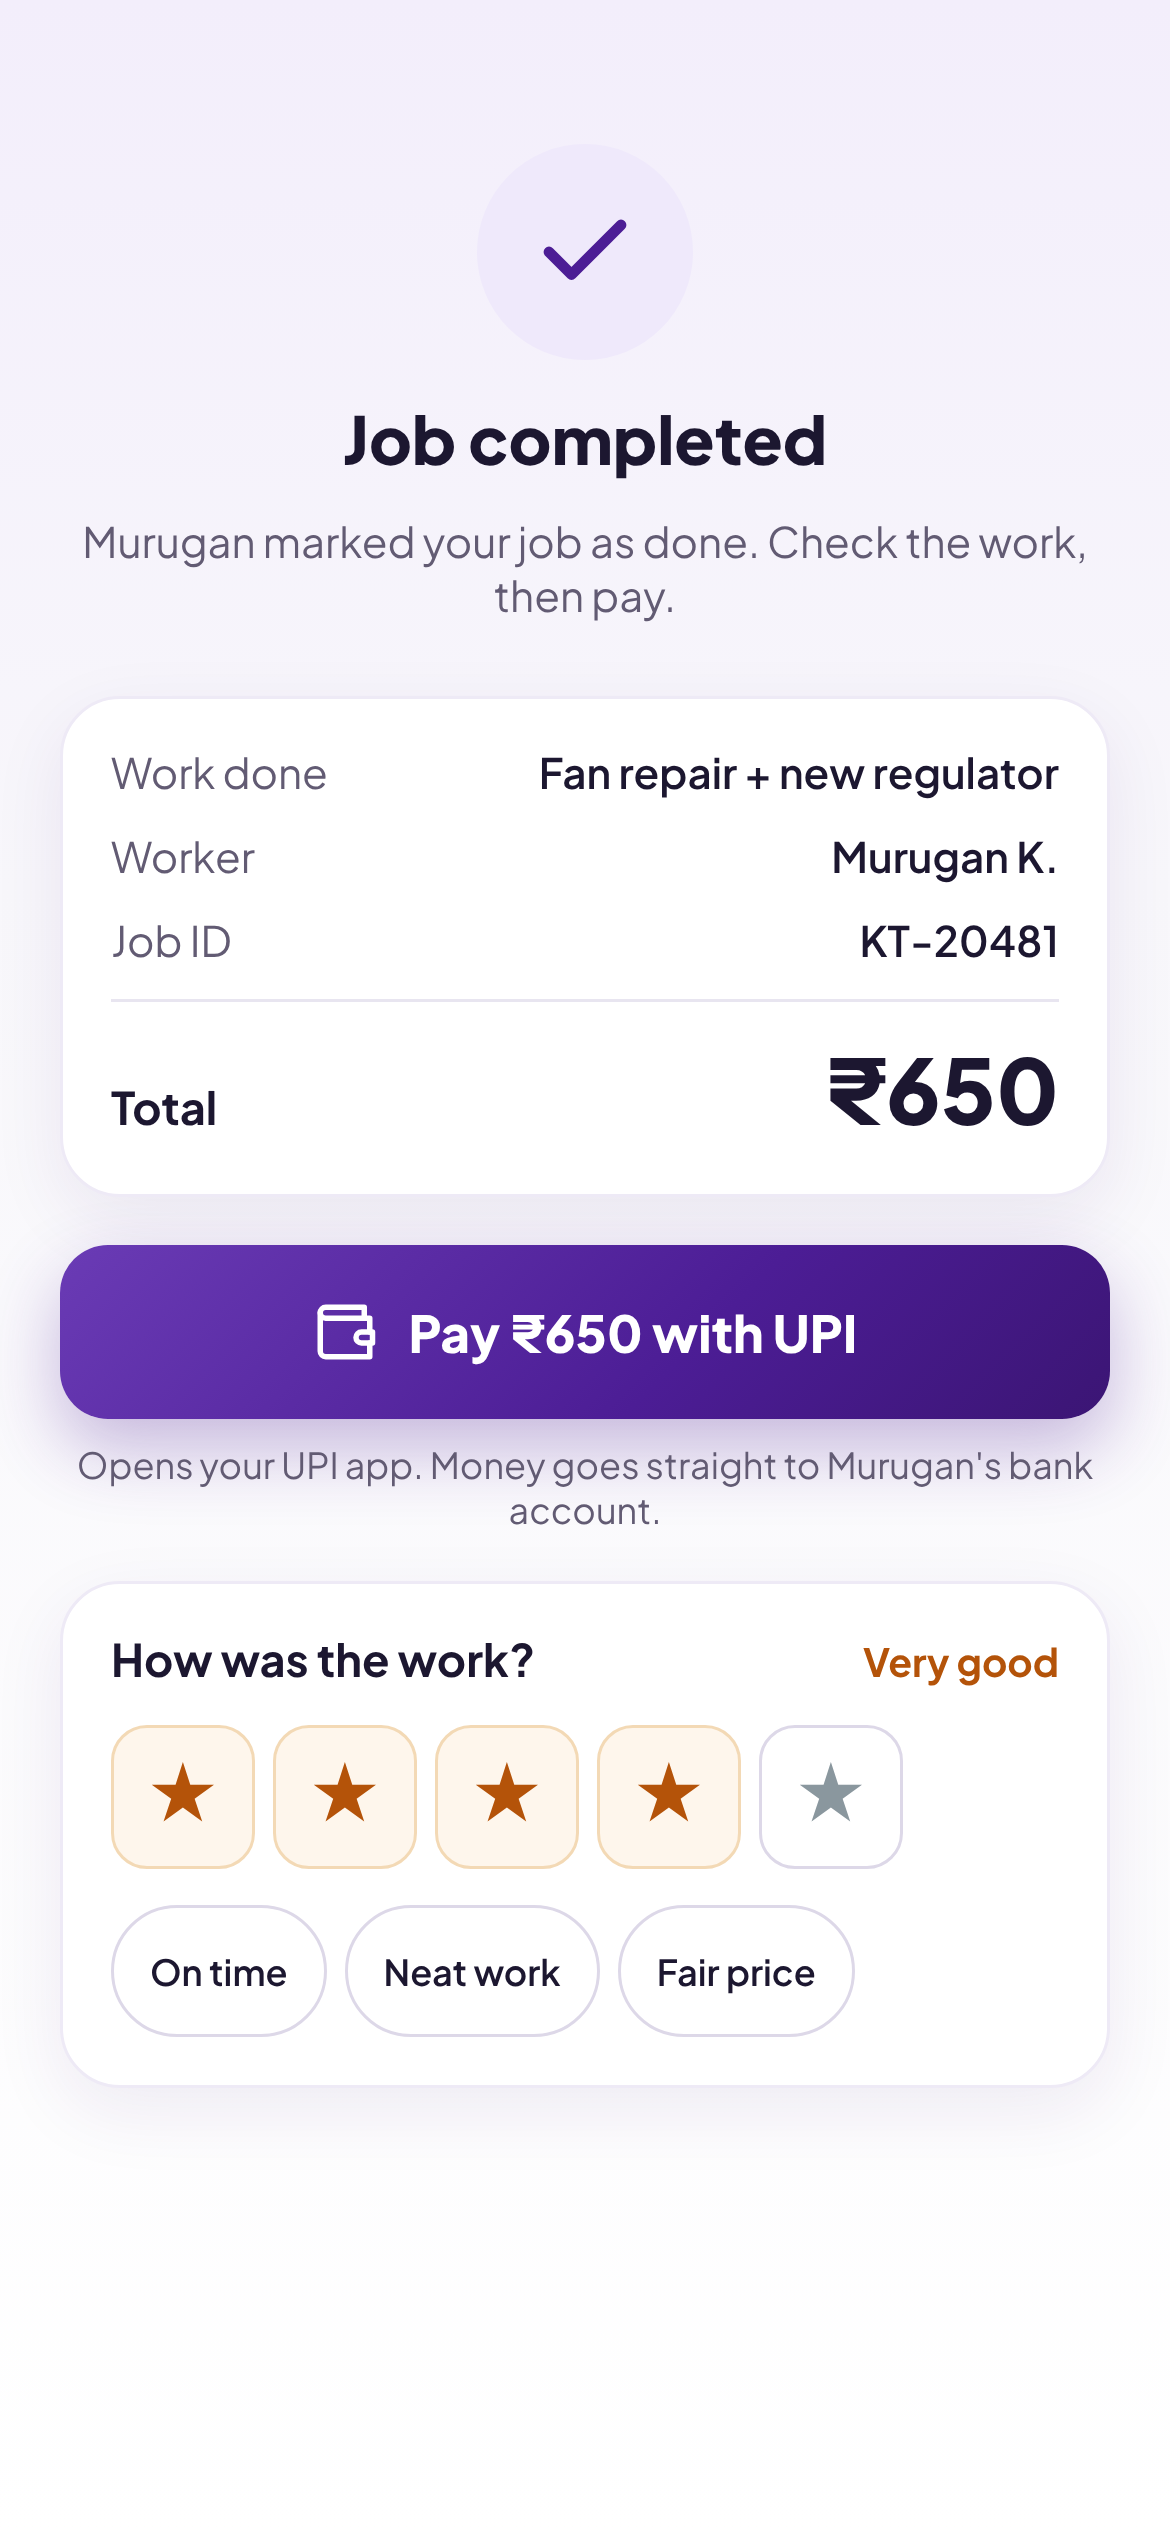 Job completed
Murugan marked your job as done. Check the work,
then pay.
Work done Fan repair + new regulator
Worker Murugan K.
Job ID KT-20481
Total ₹650
Pay ₹650 with UPI
Opens your UPI app. Money goes straight to Murugan's bank
account.
How was the work? Very good
On time Neat work Fair price